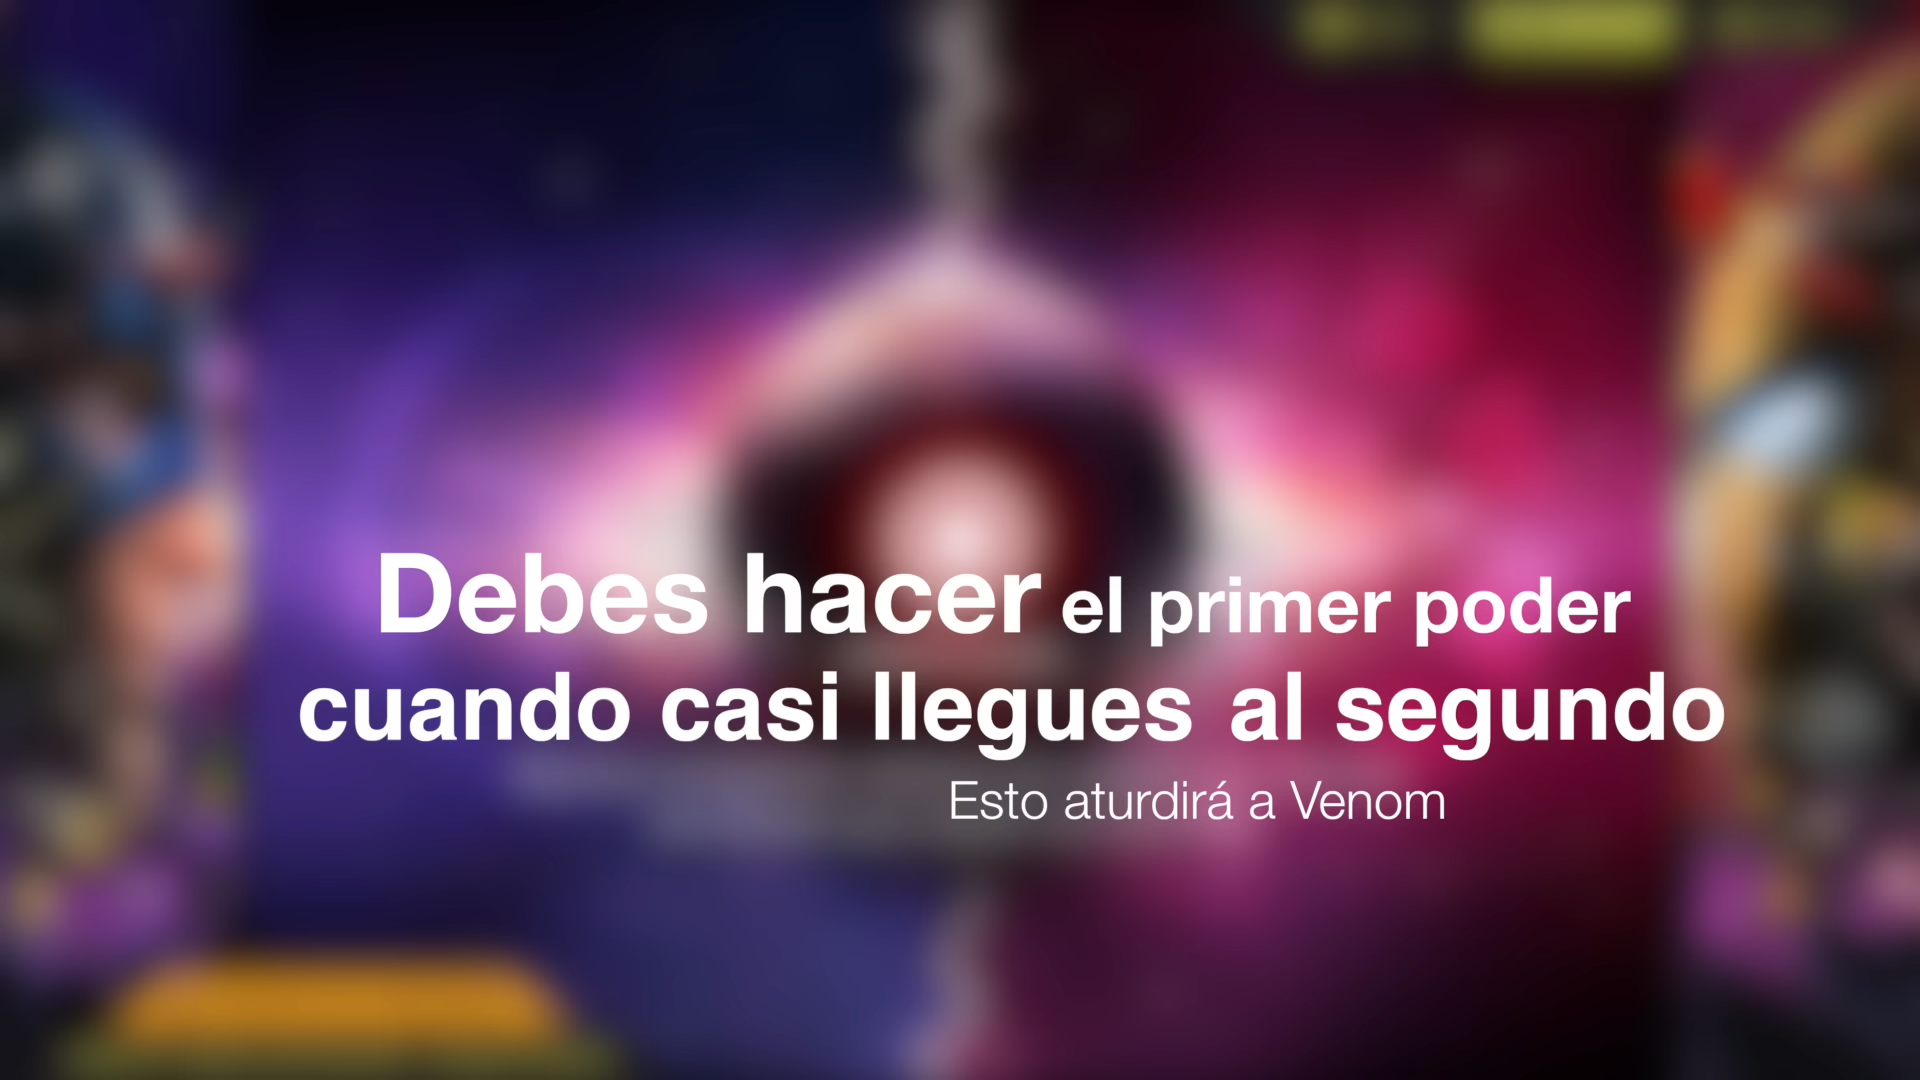 Debes hacer el primer poder
cuando casi llegues al segundo
Esto aturdirá a Venom